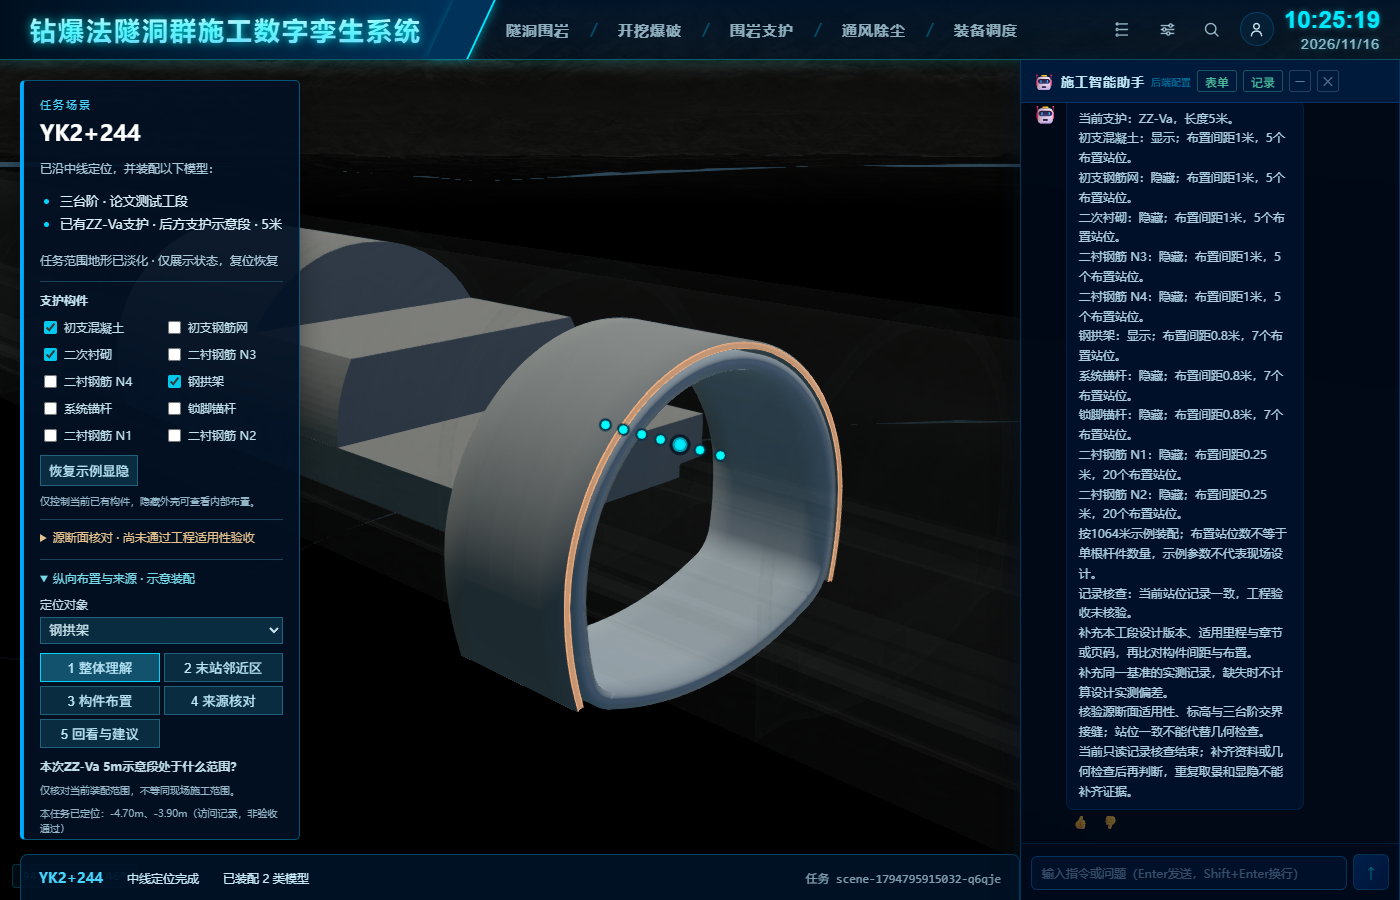 钻爆法隧洞群施工数字孪生系统
隧洞围岩 / 开挖爆破 / 围岩支护 / 通风除尘 / 装备调度
10:25:19
2026/11/16
任务场景
YK2+244
已沿中线定位，并装配以下模型：
三台阶 · 论文测试工段
已有ZZ-Va支护 · 后方支护示意段 · 5米
任务范围地形已淡化 · 仅展示状态，复位恢复
支护构件
初支混凝土 初支钢筋网
二次衬砌 二衬钢筋 N3
二衬钢筋 N4 钢拱架
系统锚杆 锁脚锚杆
二衬钢筋 N1 二衬钢筋 N2
恢复示例显隐
仅控制当前已有构件，隐藏外壳可查看内部布置。
源断面核对 · 尚未通过工程适用性验收
纵向布置与来源 · 示意装配
定位对象
钢拱架
1 整体理解 2 末站邻近区
3 构件布置 4 来源核对
5 回看与建议
本次ZZ-Va 5m示意段处于什么范围?
仅核对当前装配范围，不等同现场施工范围。
本任务已定位：-4.70m、-3.90m（访问记录，非验收
通过）
YK2+244 中线定位完成 已装配 2 类模型
任务 scene-1794795915032-q6qje
施工智能助手 后端配置 表单 记录
当前支护：ZZ-Va，长度5米。
初支混凝土：显示；布置间距1米，5个
布置站位。
初支钢筋网：隐藏；布置间距1米，5个
布置站位。
二次衬砌：隐藏；布置间距1米，5个布
置站位。
二衬钢筋 N3：隐藏；布置间距1米，5
个布置站位。
二衬钢筋 N4：隐藏；布置间距1米，5
个布置站位。
钢拱架：显示；布置间距0.8米，7个布
置站位。
系统锚杆：隐藏；布置间距0.8米，7个
布置站位。
锁脚锚杆：隐藏；布置间距0.8米，7个
布置站位。
二衬钢筋 N1：隐藏；布置间距0.25
米，20个布置站位。
二衬钢筋 N2：隐藏；布置间距0.25
米，20个布置站位。
按1064米示例装配；布置站位数不等于
单根杆件数量，示例参数不代表现场设
计。
记录核查：当前站位记录一致，工程验
收未核验。
补充本工段设计版本、适用里程与章节
或页码，再比对构件间距与布置。
补充同一基准的实测记录，缺失时不计
算设计实测偏差。
核验源断面适用性、标高与三台阶交界
接缝；站位一致不能代替几何检查。
当前只读记录核查结束；补齐资料或几
何检查后再判断，重复取景和显隐不能
补齐证据。
输入指令或问题（Enter发送，Shift+Enter换行）